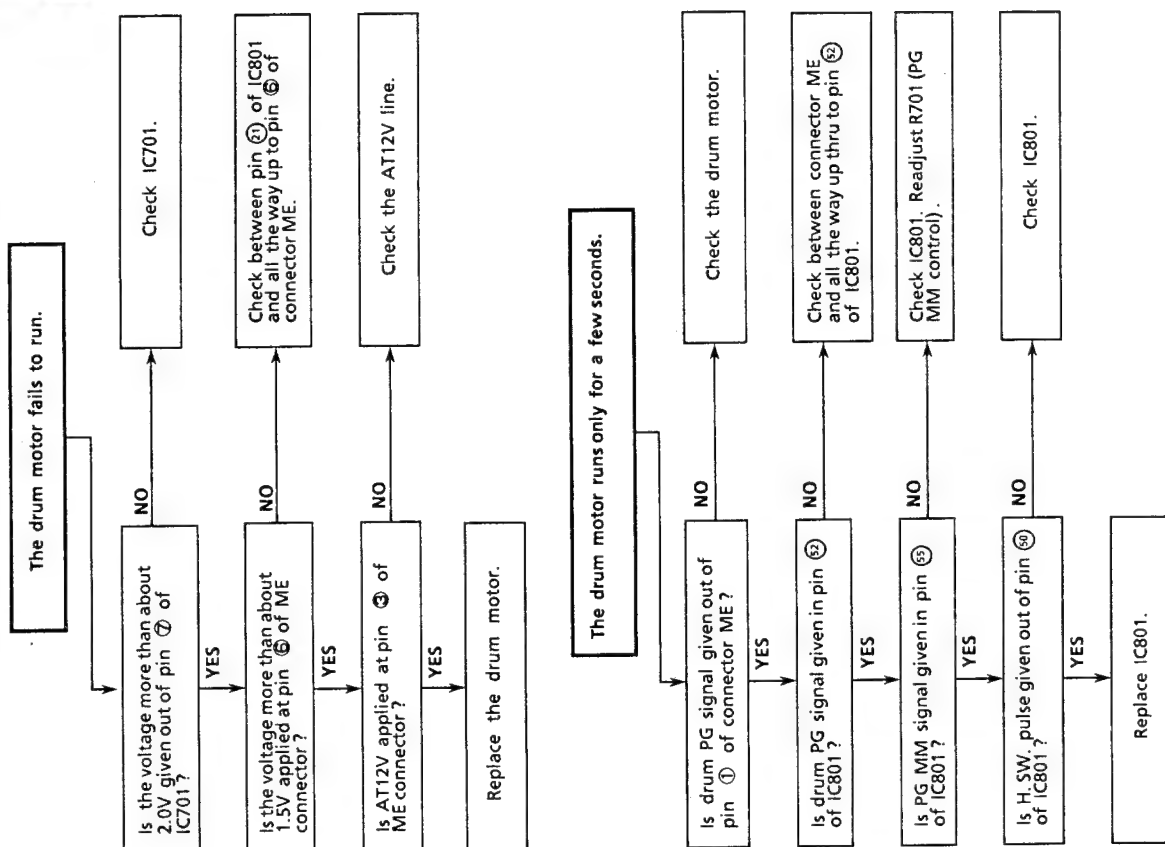 The drum motor fails to run.
Is the voltage more than about
2.0V given out of pin ⑦ of
IC701 ?
NO
Check IC701.
YES
Is the voltage more than about
1.5V applied at pin ⑥ of ME
connector ?
NO
Check between pin ㉑ of IC801
and all the way up to pin ⑥ of
connector ME.
YES
Is AT12V applied at pin ③ of
ME connector ?
NO
Check the AT12V line.
YES
Replace the drum motor.
The drum motor runs only for a few seconds.
Is drum PG signal given out of
pin ① of connector ME ?
NO
Check the drum motor.
YES
Is drum PG signal given in pin ㊾
of IC801 ?
NO
Check between connector ME
and all the way up thru to pin 52
of IC801.
YES
Is PG MM signal given in pin 55
of IC801 ?
NO
Check IC801. Readjust R701 (PG
MM control).
YES
Is H. SW. pulse given out of pin ㊿
of IC801 ?
NO
Check IC801.
YES
Replace IC801.